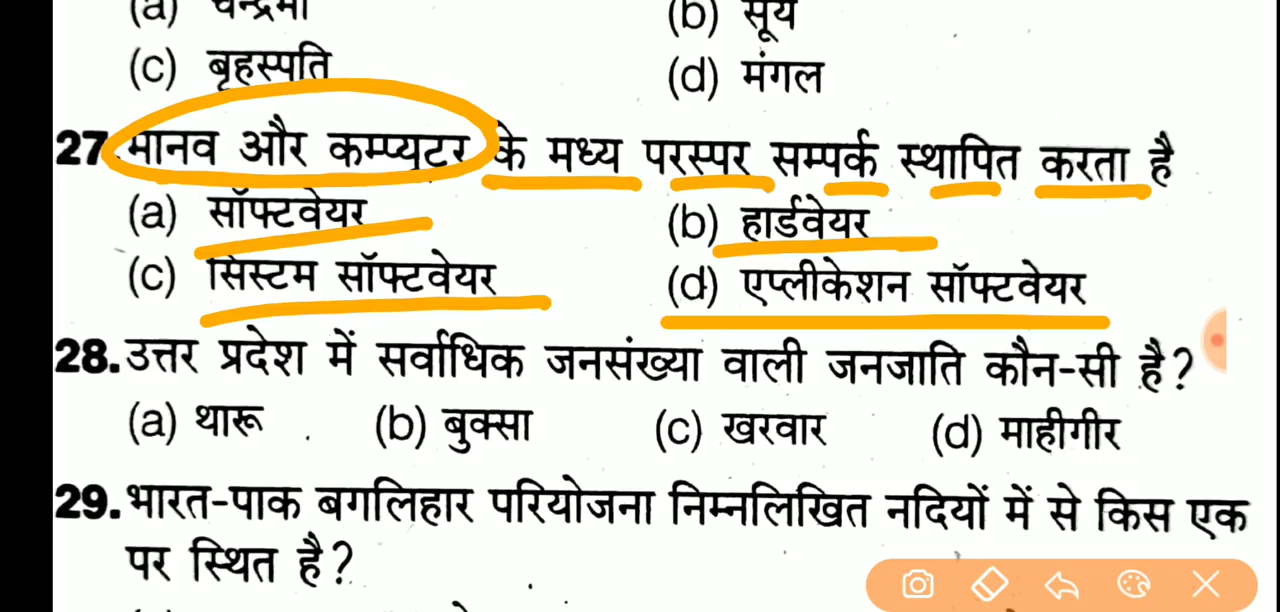 (a) चन्द्रमा (b) सूर्य
(c) बृहस्पति (d) मंगल
27. मानव और कम्प्यूटर के मध्य परस्पर सम्पर्क स्थापित करता है
(a) सॉफ्टवेयर (b) हार्डवेयर
(c) सिस्टम सॉफ्टवेयर (d) एप्लीकेशन सॉफ्टवेयर
28. उत्तर प्रदेश में सर्वाधिक जनसंख्या वाली जनजाति कौन-सी है?
(a) थारू (b) बुक्सा (c) खरवार (d) माहीगीर
29. भारत-पाक बगलिहार परियोजना निम्नलिखित नदियों में से किस एक
पर स्थित है?